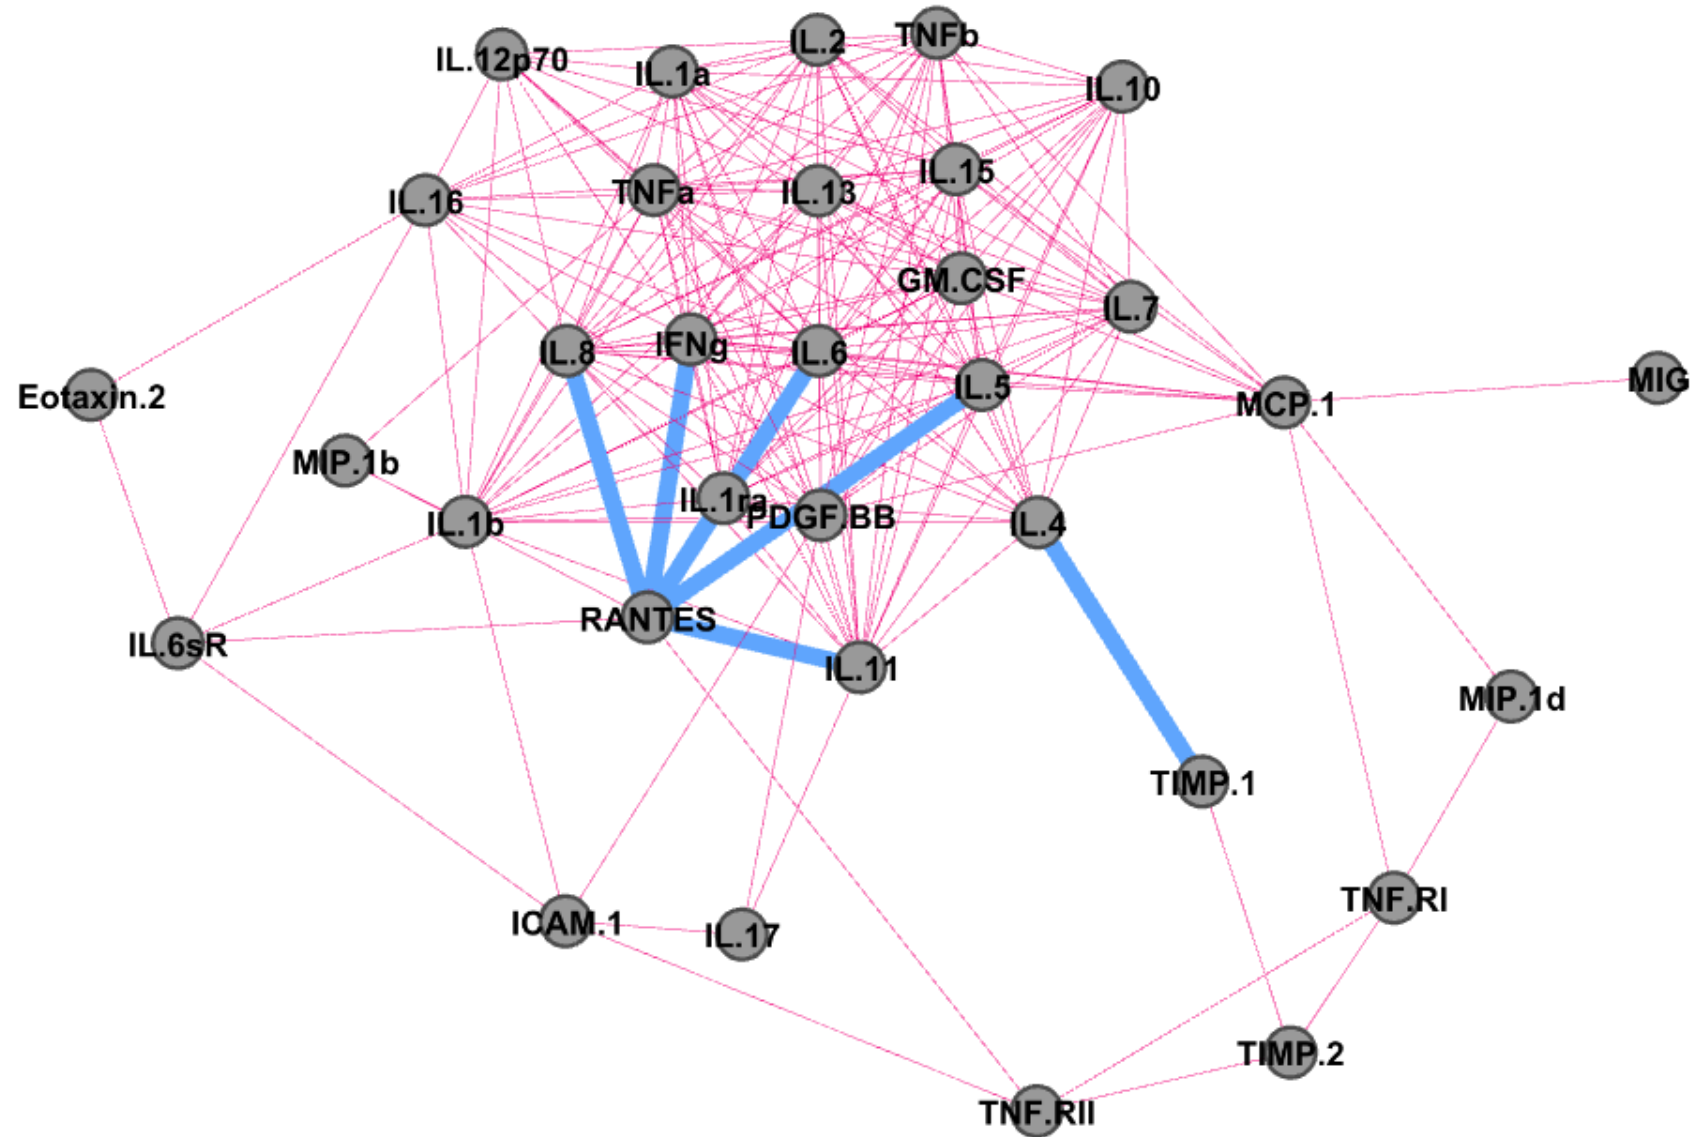 TNFb
IL.2
IL.12p70
IL.1a
IL.10
IL.15
TNFa
IL.13
IL.16
GM.CSF
IL.7
IFNg
IL.8
IL.6
MIG
IL.5
Eotaxin.2
MCP.1
MIP.1b
IL.1ra
PDGF.BB
IL.1b
IL.4
RANTES
IL.6sR
IL.11
MIP.1d
TIMP.1
TNF.RI
ICAM.1
IL.17
TIMP.2
TNF.RII